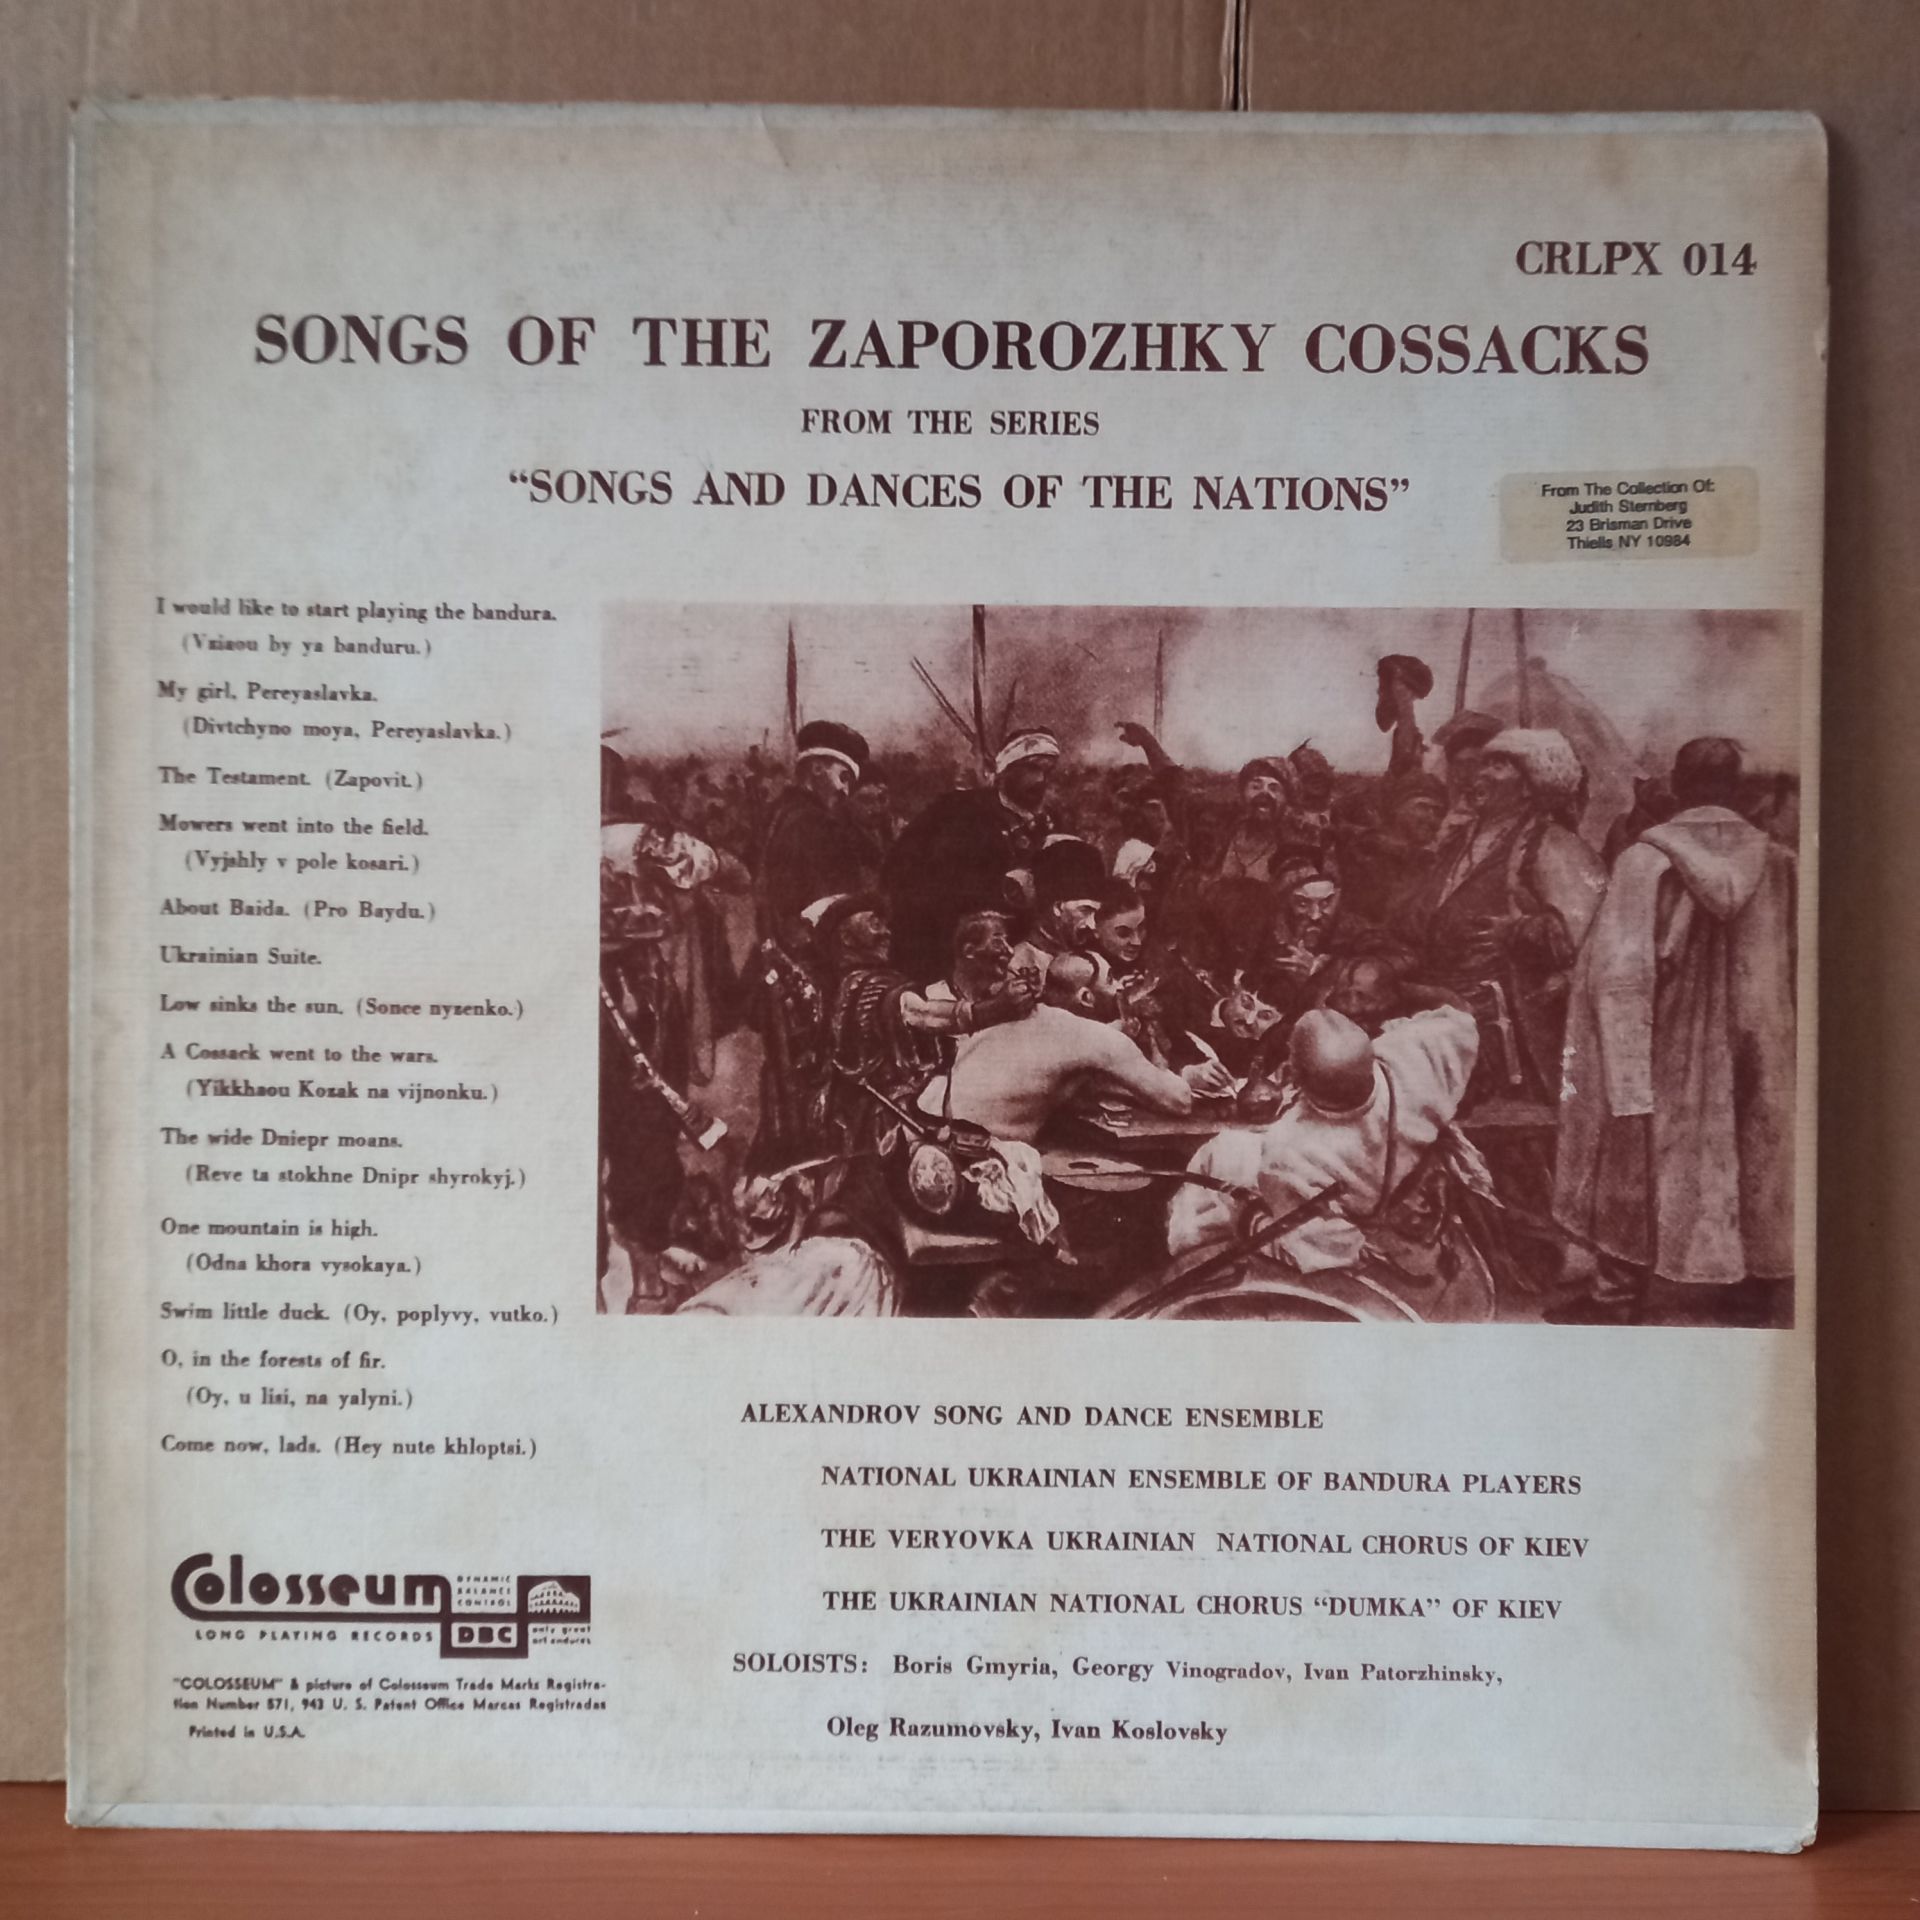 CRLPX 014
SONGS OF THE ZAPOROZHKY COSSACKS
FROM THE SERIES
“SONGS AND DANCES OF THE NATIONS”
From The Collection Of:
Judith Sternberg
23 Brisman Drive
Thiells NY 10984
I would like to start playing the bandura.
(Vziaou by ya banduru.)
My girl, Pereyaslavka.
(Divtchyno moya, Pereyaslavka.)
The Testament. (Zapovit.)
Mowers went into the field.
(Vyjshly v pole kosari.)
About Baida. (Pro Baydu.)
Ukrainian Suite.
Low sinks the sun. (Sonce nyzenko.)
A Cossack went to the wars.
(Yikkhaou Kozak na vijnonku.)
The wide Dniepr moans.
(Reve ta stokhne Dnipr shyrokyj.)
One mountain is high.
(Odna khora vysokaya.)
Swim little duck. (Oy, poplyvy, vutko.)
O, in the forests of fir.
(Oy, u lisi, na yalyni.)
Come now, lads. (Hey nute khloptsi.)
ALEXANDROV SONG AND DANCE ENSEMBLE
NATIONAL UKRAINIAN ENSEMBLE OF BANDURA PLAYERS
THE VERYOVKA UKRAINIAN NATIONAL CHORUS OF KIEV
THE UKRAINIAN NATIONAL CHORUS “DUMKA” OF KIEV
SOLOISTS: Boris Gmyria, Georgy Vinogradov, Ivan Patorzhinsky,
Oleg Razumovsky, Ivan Koslovsky
Colosseum
DYNAMIC
BALANCE
CONTROL
LONG PLAYING RECORDS
DBC
only great
art endures
"COLOSSEUM" & picture of Colosseum Trade Marks Registra-
tion Number 571, 943 U. S. Patent Office Marcas Registradas
Printed in U.S.A.